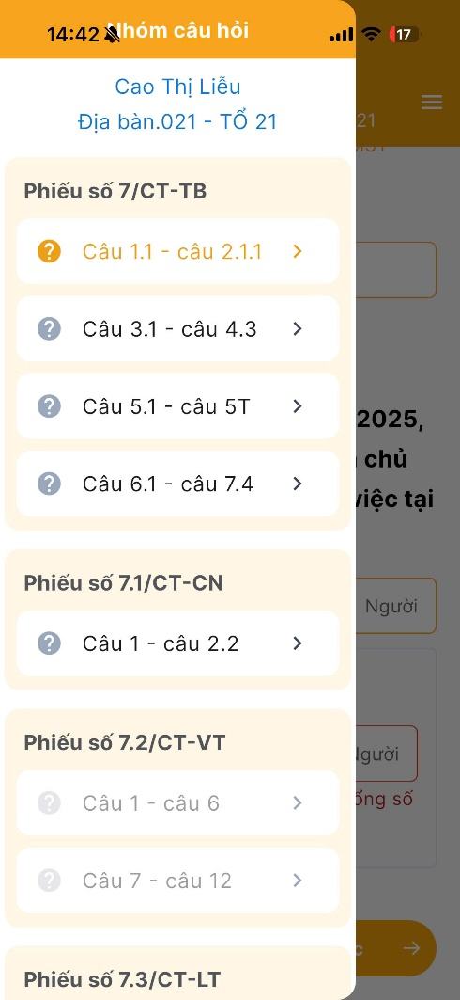 14:42
Nhóm câu hỏi
17
Cao Thị Liễu
Địa bàn.021 - TỔ 21
21
Phiếu số 7/CT-TB
Câu 1.1 - câu 2.1.1
Câu 3.1 - câu 4.3
2025,
Câu 5.1 - câu 5T
chủ
Câu 6.1 - câu 7.4
việc tại
Phiếu số 7.1/CT-CN
Người
Câu 1 - câu 2.2
Phiếu số 7.2/CT-VT
Người
Câu 1 - câu 6
ổng số
Câu 7 - câu 12
c
Phiếu số 7.3/CT-LT